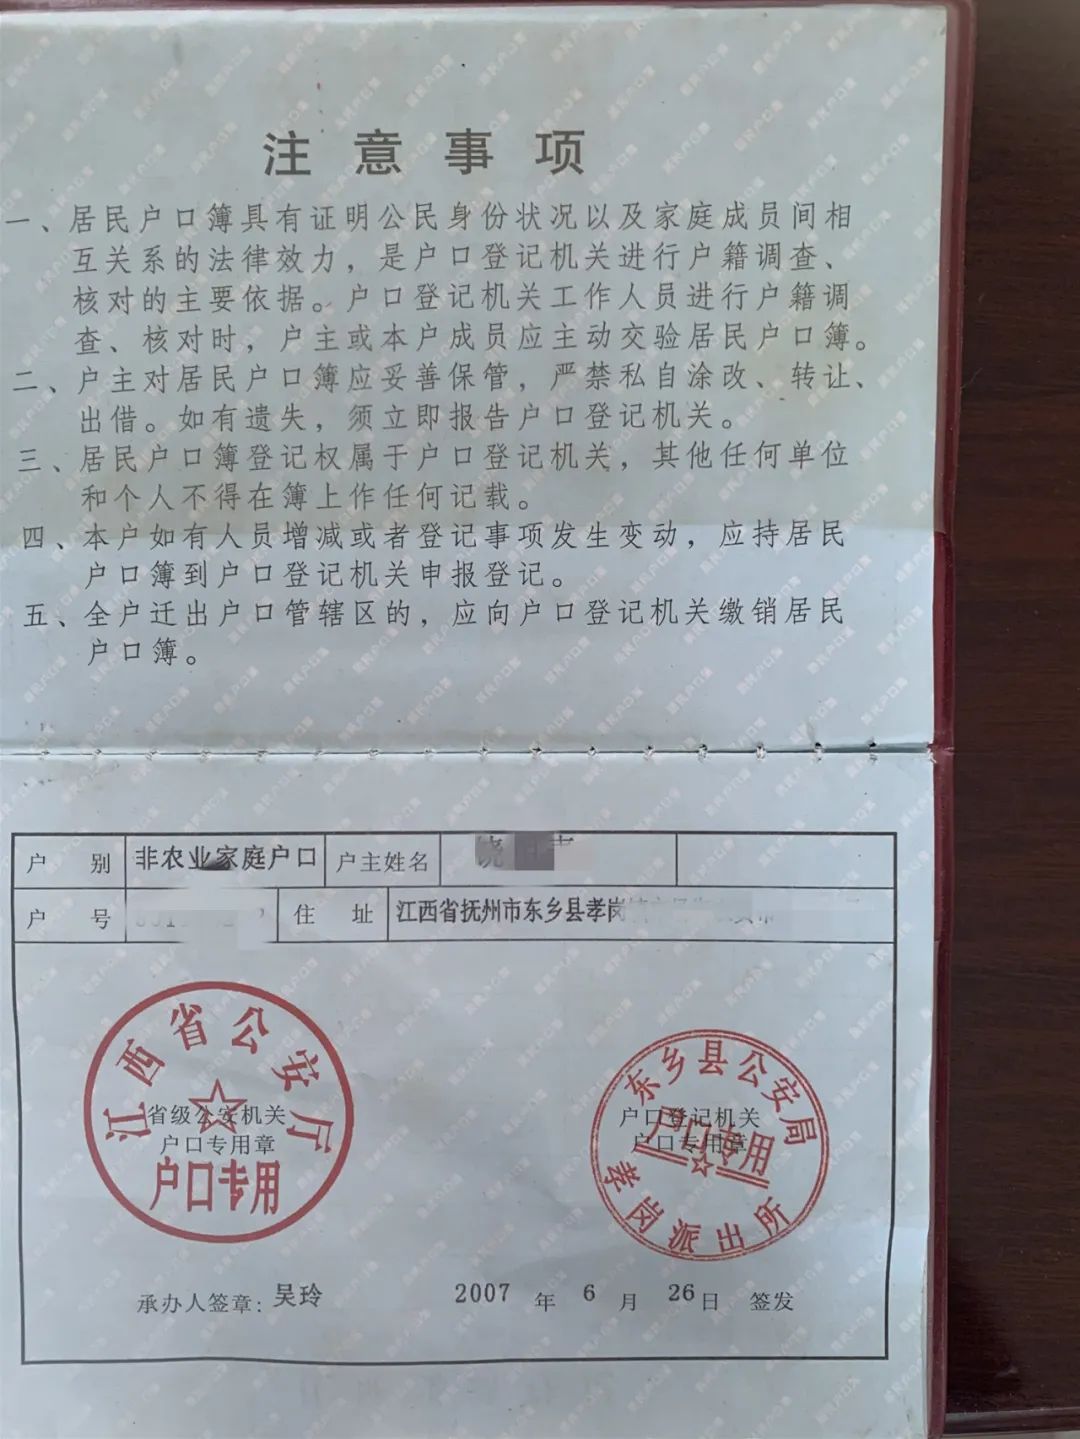 注意事项
一、居民户口簿具有证明公民身份状况以及家庭成员间相
互关系的法律效力，是户口登记机关进行户籍调查、
核对的主要依据。户口登记机关工作人员进行户籍调
查、核对时，户主或本户成员应主动交验居民户口簿。
二、户主对居民户口簿应妥善保管，严禁私自涂改、转让、
出借。如有遗失，须立即报告户口登记机关。
三、居民户口簿登记权属于户口登记机关，其他任何单位
和个人不得在簿上作任何记载。
四、本户如有人员增减或者登记事项发生变动，应持居民
户口簿到户口登记机关申报登记。
五、全户迁出户口管辖区的，应向户口登记机关缴销居民
户口簿。
户别 非农业家庭户口 户主姓名
户号 住址 江西省抚州市东乡县孝岗
江西省公安厅
省级公安机关
户口专用章
户口专用
东乡县公安局
户口登记机关
户口专用章
户口专用
孝岗派出所
承办人签章：吴玲 2007 年 6 月 26日 签发